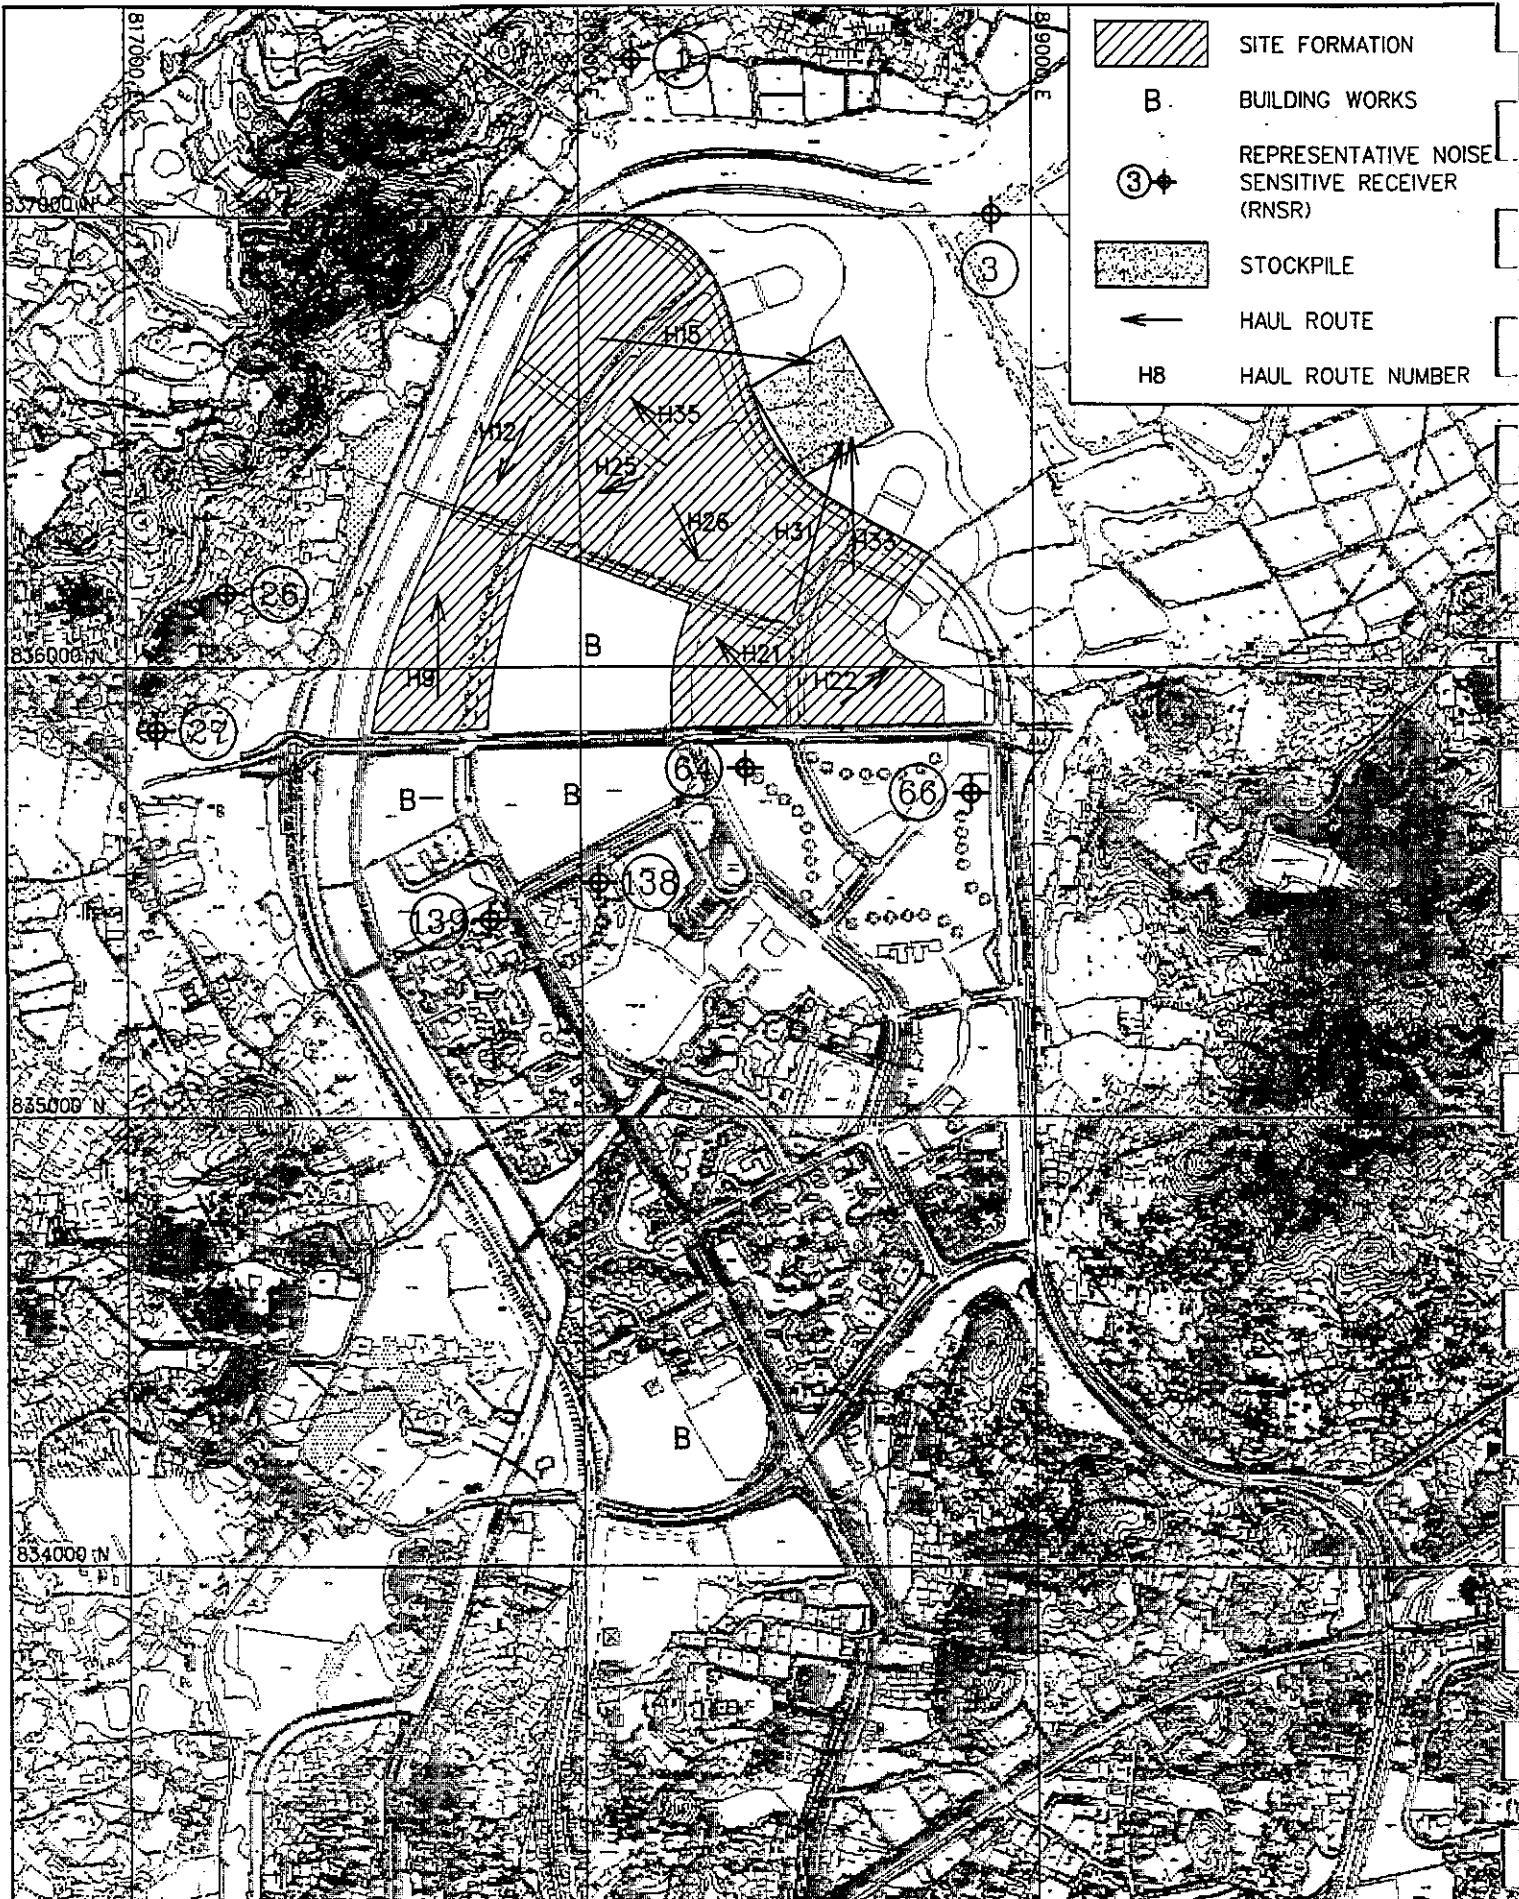 817000 E
1
819000 E
SITE FORMATION
B
BUILDING WORKS
3
REPRESENTATIVE NOISE
SENSITIVE RECEIVER
(RNSR)
STOCKPILE
HAUL ROUTE
H8
HAUL ROUTE NUMBER
837000 N
3
H15
H35
H12
H25
H26
H31
H33
26
836000 N
B
H21
H9
H22
27
64
66
B
B
138
139
835000 N
B
834000 N